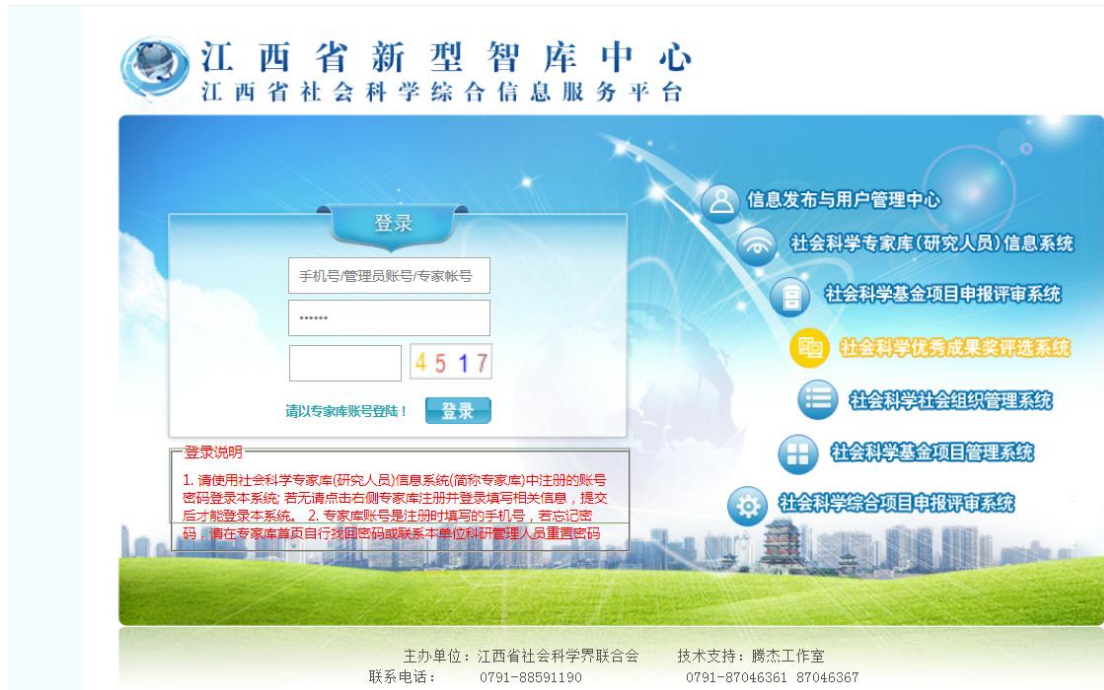 江西省新型智库中心
江西省社会科学综合信息服务平台
登录
手机号/管理员账号/专家帐号
••••••
4517
请以专家库账号登陆！
登录
登录说明
1. 请使用社会科学专家库(研究人员)信息系统(简称专家库)中注册的账号
密码登录本系统; 若无请点击右侧专家库注册并登录填写相关信息，提交
后才能登录本系统。 2. 专家库账号是注册时填写的手机号，若忘记密
码，请在专家库首页自行找回密码或联系本单位科研管理人员重置密码
信息发布与用户管理中心
社会科学专家库(研究人员)信息系统
社会科学基金项目申报评审系统
社会科学优秀成果奖评选系统
社会科学社会组织管理系统
社会科学基金项目管理系统
社会科学综合项目申报评审系统
主办单位：江西省社会科学界联合会 技术支持：腾杰工作室
联系电话： 0791-88591190 0791-87046361 87046367